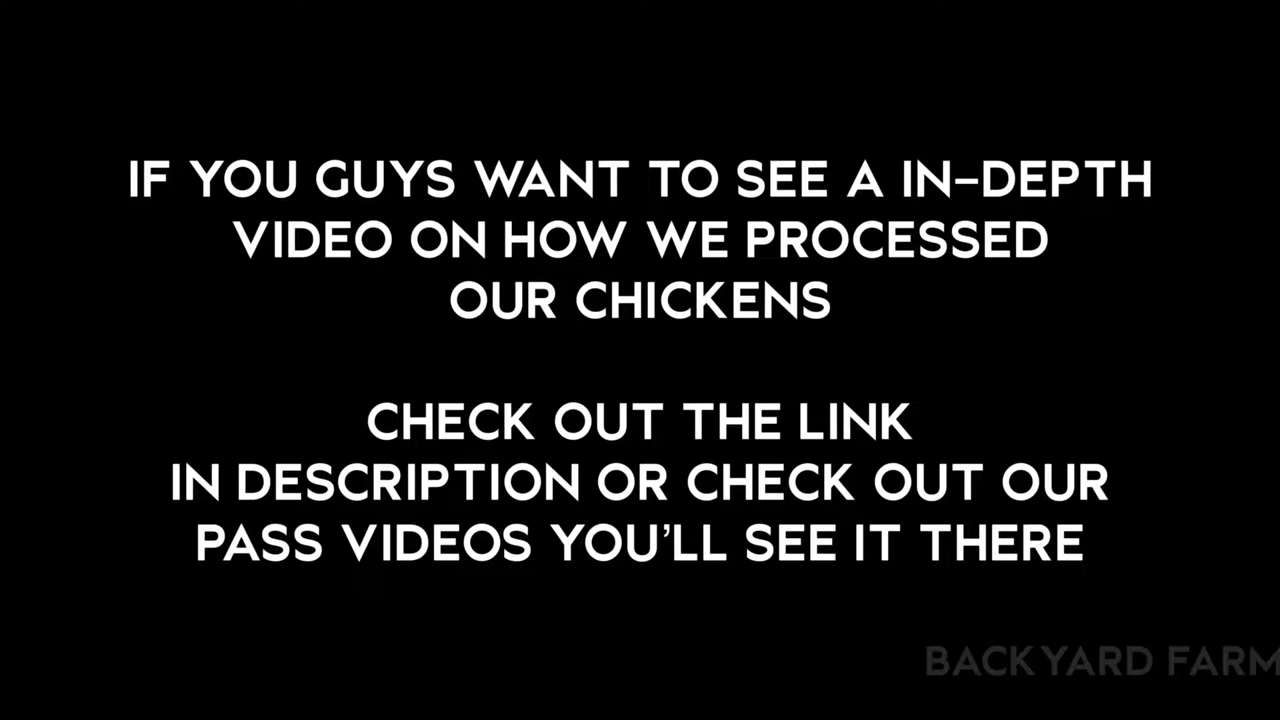 IF YOU GUYS WANT TO SEE A IN-DEPTH
VIDEO ON HOW WE PROCESSED
OUR CHICKENS
CHECK OUT THE LINK
IN DESCRIPTION OR CHECK OUT OUR
PASS VIDEOS YOU'LL SEE IT THERE
BACKYARD FARM